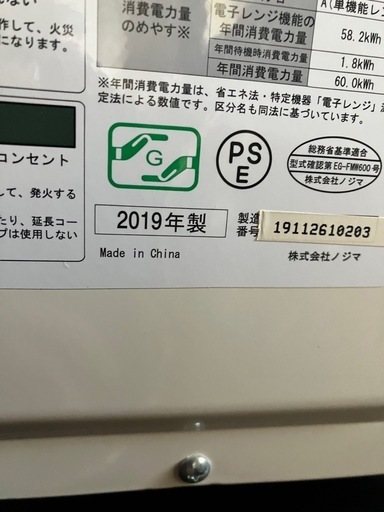 作して、火災
になります。
消費電力量
のめやす※
電子レンジ機能の
年間消費電力量
58.2kWh
年間待機時消費電力量
1.8kWh
年間消費電力量
60.0kWh
A(単機能レン
※年間消費電力量は、省エネ法・特定機器「電子レンジ」測
定法による数値です。区分名も同法に基づいています。
コンセント
して、発火する
たり、延長コー
プは使用しない
G
PS
E
総務省基準適合
型式確認第EG-FMW600号
株式会社ノジマ
2019年製
製造
番号
19112610203
Made in China
株式会社ノジマ